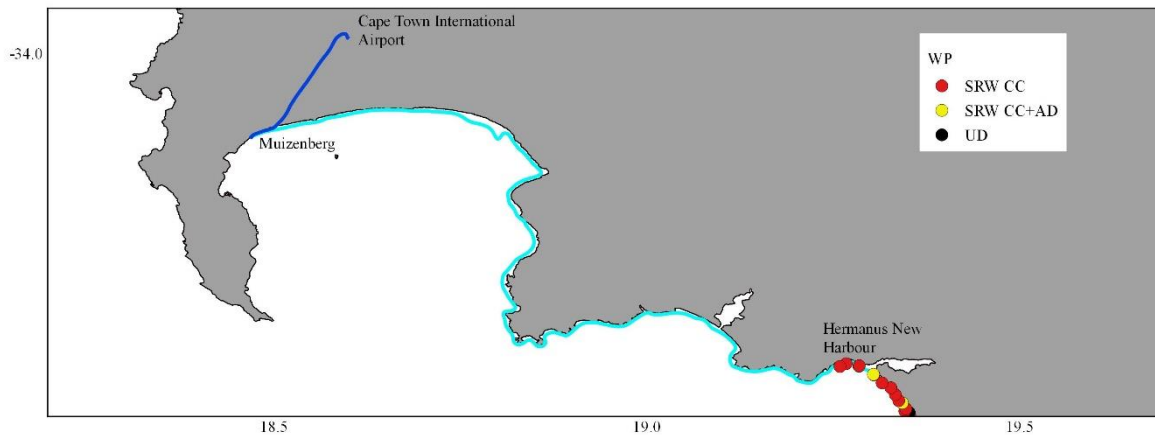 Cape Town International
Airport
-34.0
WP
SRW CC
SRW CC+AD
UD
Muizenberg
Hermanus New
Harbour
18.5
19.0
19.5